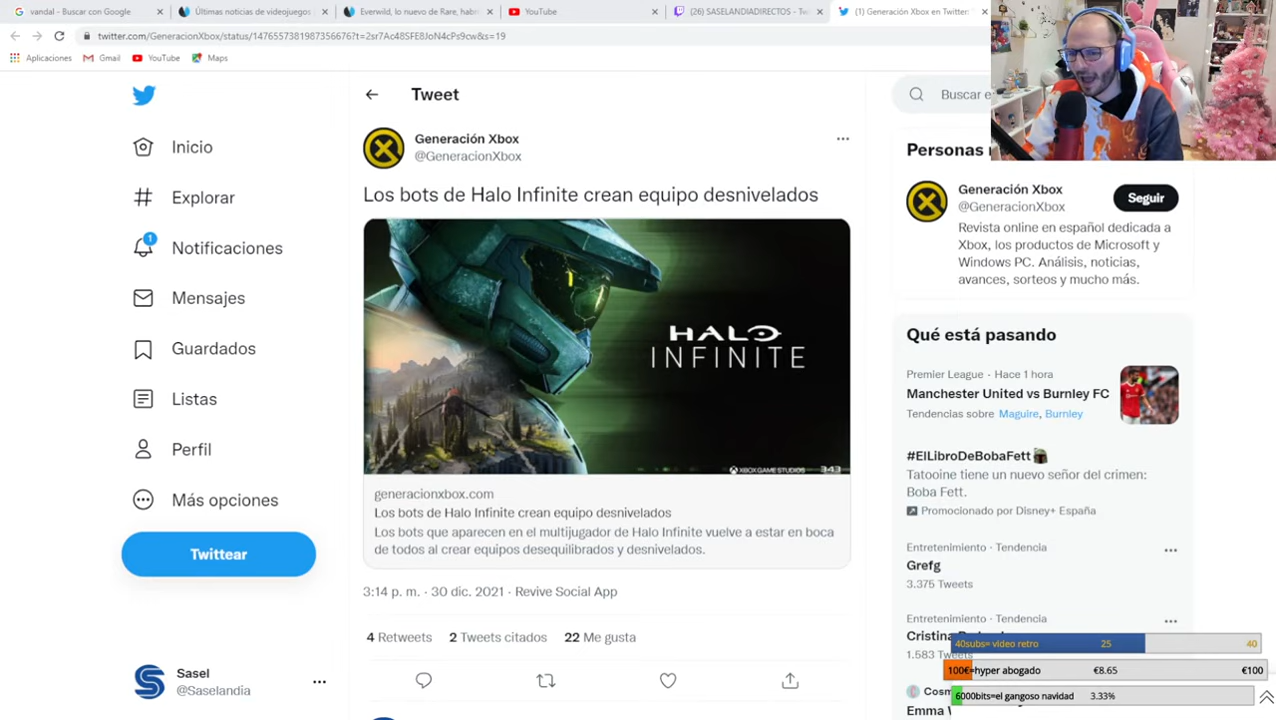 vandal - Buscar con Google
Últimas noticias de videojuegos
Everwild, lo nuevo de Rare, hab
YouTube
(26) SASELANDIADIRECTOS - Tw
(1) Generación Xbox en Twitter:
twitter.com/GeneracionXbox/status/1476557381987356676?t=2sr7Ac48SFE8JoN4cPs9cw&s=19
Aplicaciones
Gmail
YouTube
Maps
Inicio
Explorar
1
Notificaciones
Mensajes
Guardados
Listas
Perfil
Más opciones
Twittear
Sasel
@Saselandia
Tweet
Generación Xbox
@GeneracionXbox
Los bots de Halo Infinite crean equipo desnivelados
HALO
INFINITE
XBOX GAME STUDIOS 343
generacionxbox.com
Los bots de Halo Infinite crean equipo desnivelados
Los bots que aparecen en el multijugador de Halo Infinite vuelve a estar en boca
de todos al crear equipos desequilibrados y desnivelados.
3:14 p. m. · 30 dic. 2021 · Revive Social App
4 Retweets 2 Tweets citados 22 Me gusta
Buscar e
Personas
Generación Xbox
@GeneracionXbox
Seguir
Revista online en español dedicada a
Xbox, los productos de Microsoft y
Windows PC. Análisis, noticias,
avances, sorteos y mucho más.
Qué está pasando
Premier League · Hace 1 hora
Manchester United vs Burnley FC
Tendencias sobre Maguire, Burnley
#ElLibroDeBobaFett
Tatooine tiene un nuevo señor del crimen:
Boba Fett.
Promocionado por Disney+ España
Entretenimiento · Tendencia
Grefg
3.375 Tweets
Entretenimiento · Tendencia
Cristina
1.583 Tweets
40subs= video retro 25 40
100€=hyper abogado €8.65 €100
6000bits=el gangoso navidad 3.33%
Cosm
Emma